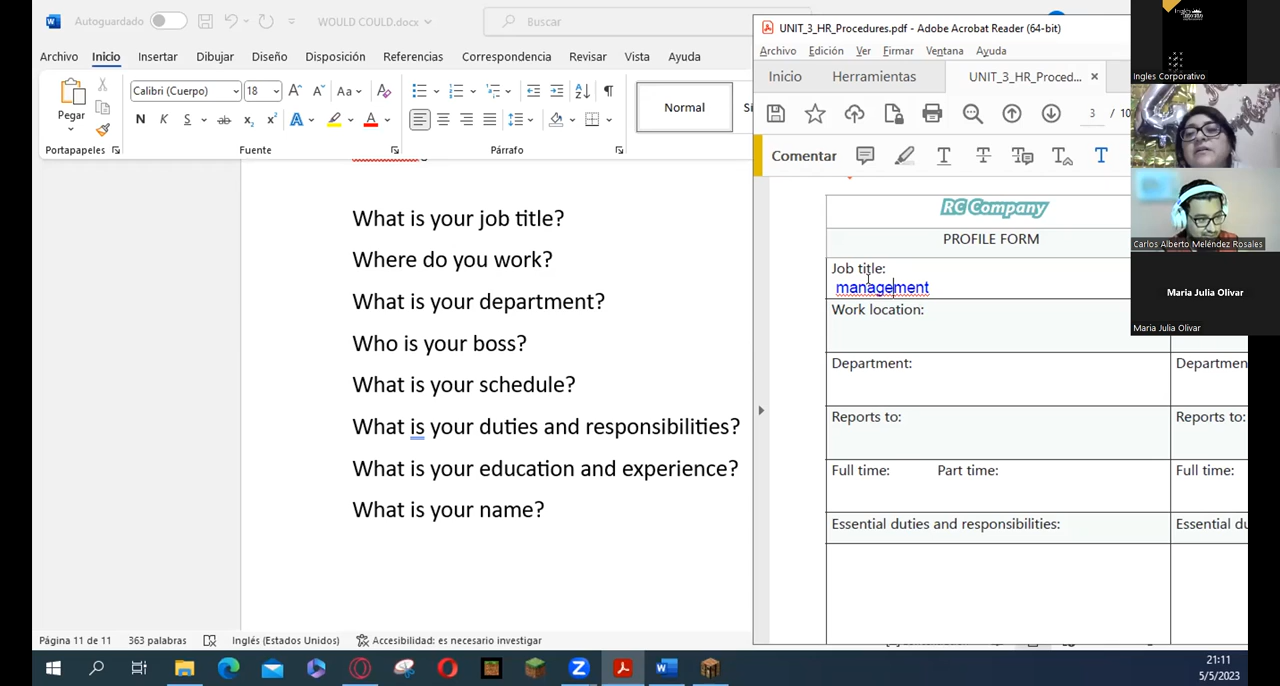 Autoguardado
WOULD COULD.docx
Buscar
Archivo Inicio Insertar Dibujar Diseño Disposición Referencias Correspondencia Revisar Vista Ayuda
Pegar
Calibri (Cuerpo) 18
Aa
N K S ab x₂ x² A A
Normal
Portapapeles
Fuente
Párrafo
What is your job title?
Where do you work?
What is your department?
Who is your boss?
What is your schedule?
What is your duties and responsibilities?
What is your education and experience?
What is your name?
Página 11 de 11 363 palabras Inglés (Estados Unidos) Accesibilidad: es necesario investigar
UNIT_3_HR_Procedures.pdf - Adobe Acrobat Reader (64-bit)
Archivo Edición Ver Firmar Ventana Ayuda
Inicio Herramientas UNIT_3_HR_Proced...
3 / 10
Comentar
RC Company
PROFILE FORM
Job title:
management
Work location:
Department:
Departmen
Reports to:
Reports to:
Full time: Part time:
Full time:
Essential duties and responsibilities:
Essential du
Inglés
Ingles Corporativo
Carlos Alberto Meléndez Rosales
Maria Julia Olivar
Maria Julia Olivar
21:11
5/5/2023